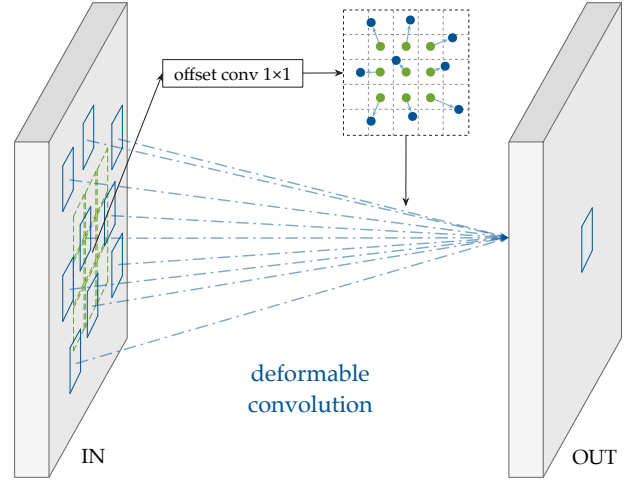 offset conv 1×1
deformable
convolution
IN
OUT